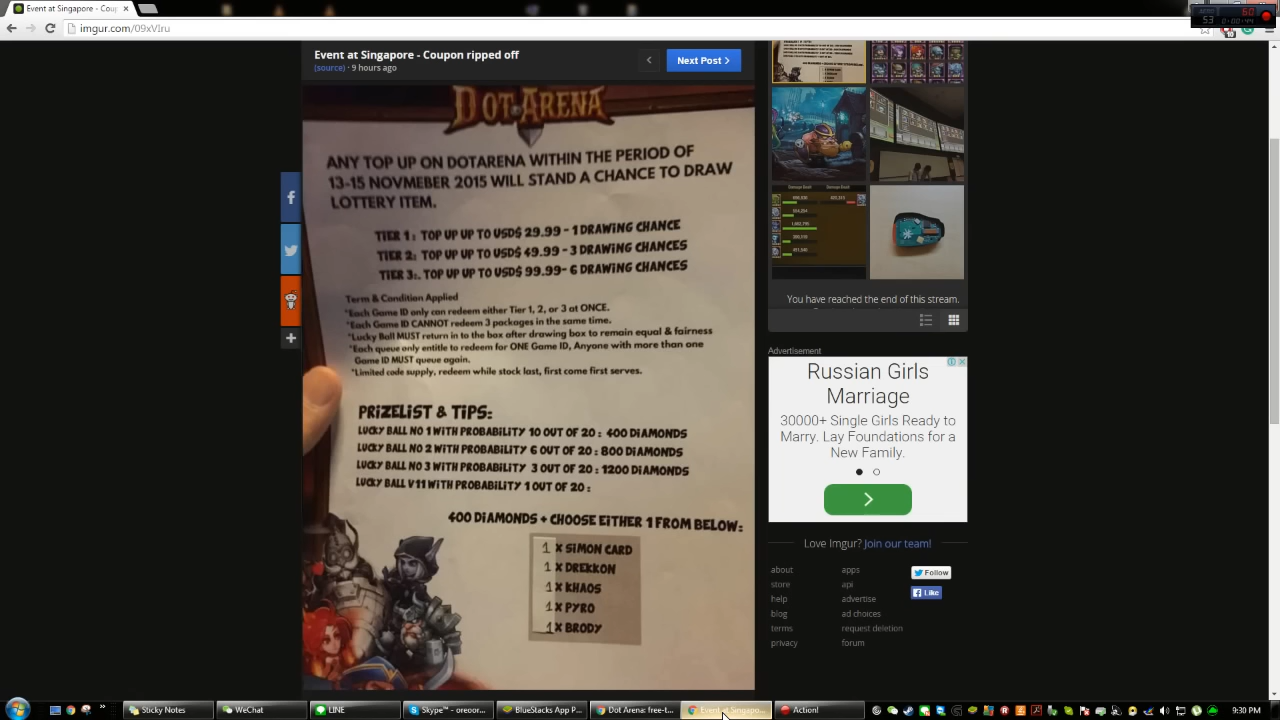 Event at Singapore - Coup
imgur.com/09xVIru
60
53
0:00:44
10
Event at Singapore - Coupon ripped off
(source) · 9 hours ago
Next Post
DOT ARENA
ANY TOP UP ON DOTARENA WITHIN THE PERIOD OF
13-15 NOVMEBER 2015 WILL STAND A CHANCE TO DRAW
LOTTERY ITEM.
TIER 1: TOP UP UP TO USD$ 29.99 - 1 DRAWING CHANCE
TIER 2: TOP UP UP TO USD$ 49.99 - 3 DRAWING CHANCES
TIER 3:. TOP UP UP TO USD$ 99.99- 6 DRAWING CHANCES
Term & Condition Applied
*Each Game ID only can redeem either Tier 1, 2, or 3 at ONCE.
*Each Game ID CANNOT redeem 3 packages in the same time.
*Lucky Ball MUST return in to the box after drawing box to remain equal & fairness
*Each queue only entitle to redeem for ONE Game ID, Anyone with more than one
Game ID MUST queue again.
*Limited code supply, redeem while stock last, first come first serves.
PRIZELIST & TIPS:
LUCKY BALL NO 1 WITH PROBABILITY 10 OUT OF 20 : 400 DIAMONDS
LUCKY BALL NO 2 WITH PROBABILITY 6 OUT OF 20 : 800 DIAMONDS
LUCKY BALL NO 3 WITH PROBABILITY 3 OUT OF 20 : 1200 DIAMONDS
LUCKY BALL V11 WITH PROBABILITY 1 OUT OF 20 :
400 DIAMONDS + CHOOSE EITHER 1 FROM BELOW:
1 X SIMON CARD
1 X DREKKON
1 X KHAOS
1 X PYRO
1 X BRODY
You have reached the end of this stream.
Advertisement
Russian Girls
Marriage
30000+ Single Girls Ready to
Marry. Lay Foundations for a
New Family.
Love Imgur? Join our team!
about
apps
Follow
store
api
help
advertise
Like
blog
ad choices
terms
request deletion
privacy
forum
Sticky Notes
WeChat
LINE
Skype™ - oreoor...
BlueStacks App P...
Dot Arena: free-t...
Event at Singapo...
Action!
9:30 PM